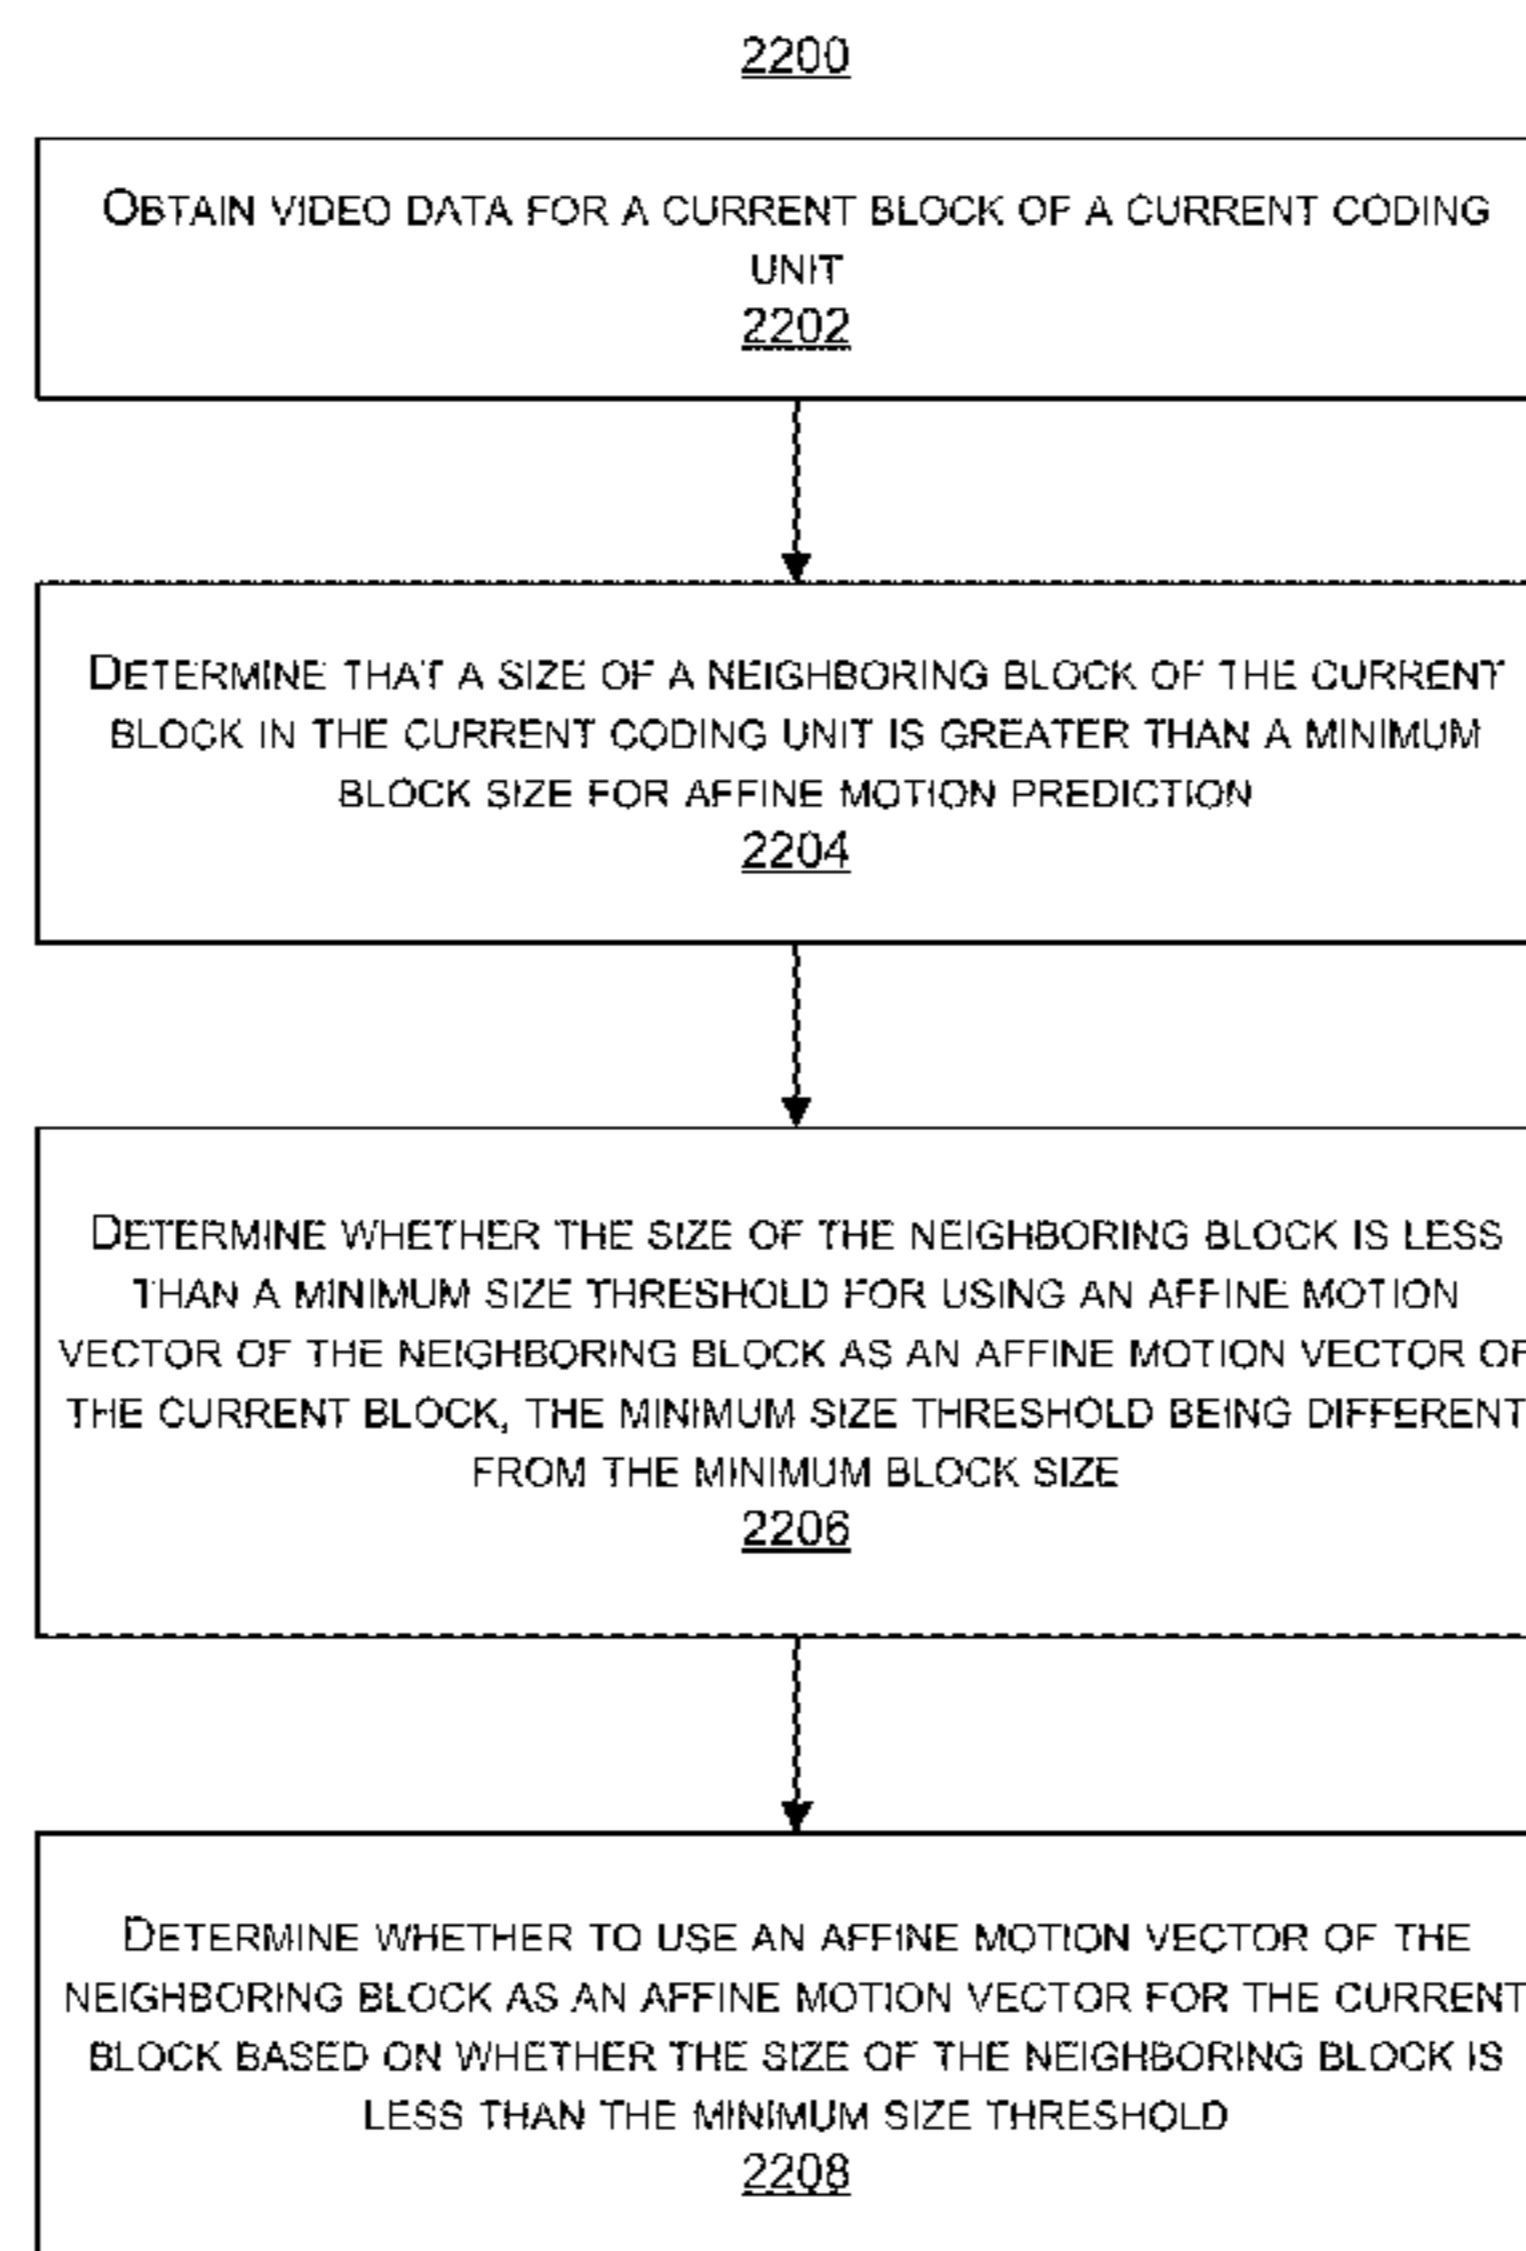 2200
OBTAIN VIDEO DATA FOR A CURRENT BLOCK OF A CURRENT CODING
UNIT
2202
DETERMINE THAT A SIZE OF A NEIGHBORING BLOCK OF THE CURRENT
BLOCK IN THE CURRENT CODING UNIT IS GREATER THAN A MINIMUM
BLOCK SIZE FOR AFFINE MOTION PREDICTION
2204
DETERMINE WHETHER THE SIZE OF THE NEIGHBORING BLOCK IS LESS
THAN A MINIMUM SIZE THRESHOLD FOR USING AN AFFINE MOTION
VECTOR OF THE NEIGHBORING BLOCK AS AN AFFINE MOTION VECTOR OF
THE CURRENT BLOCK, THE MINIMUM SIZE THRESHOLD BEING DIFFERENT
FROM THE MINIMUM BLOCK SIZE
2206
DETERMINE WHETHER TO USE AN AFFINE MOTION VECTOR OF THE
NEIGHBORING BLOCK AS AN AFFINE MOTION VECTOR FOR THE CURRENT
BLOCK BASED ON WHETHER THE SIZE OF THE NEIGHBORING BLOCK IS
LESS THAN THE MINIMUM SIZE THRESHOLD
2208